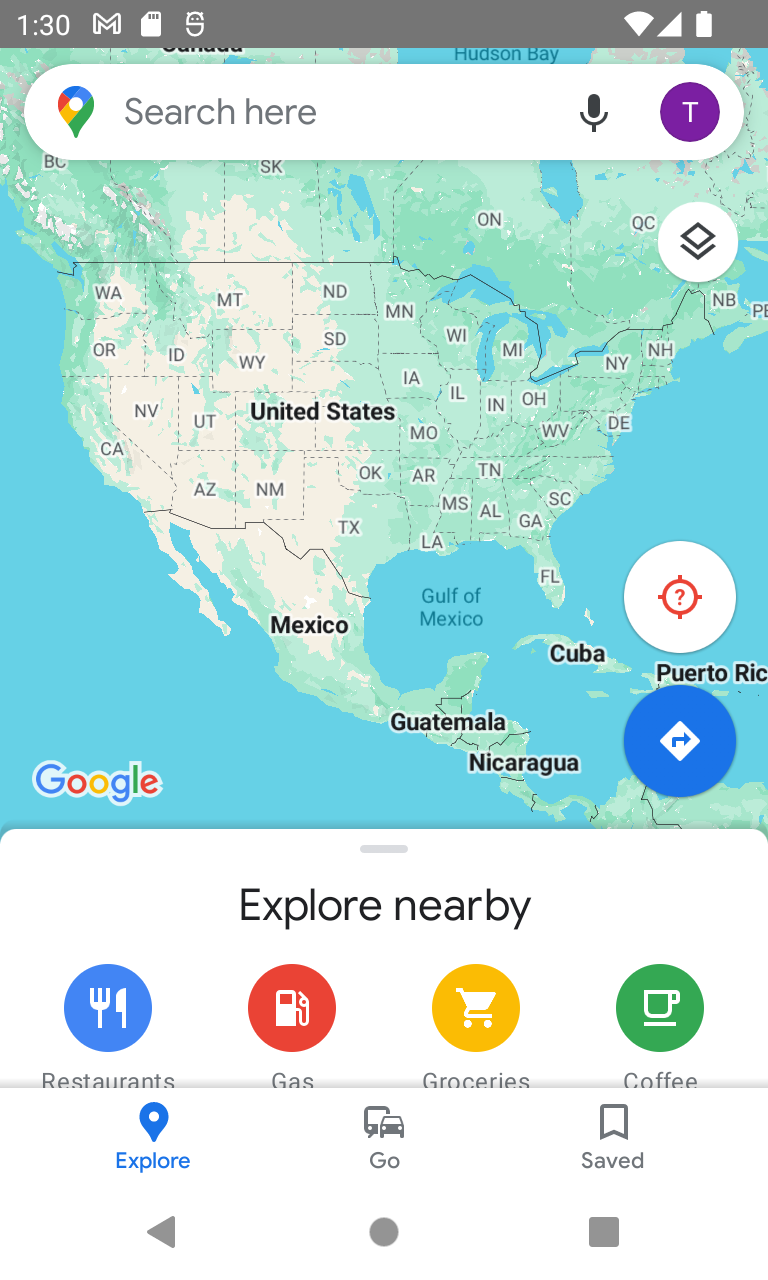 1:30
Canada
Hudson Bay
Search here
T
BC
SK
ON
QC
WA
MT
ND
MN
NB
PE
OR
ID
WY
SD
WI
MI
NY
NH
IA
IL
IN
OH
NV
UT
United States
MO
WV
DE
CA
OK
AR
TN
AZ
NM
MS
AL
SC
GA
TX
LA
FL
Gulf of
Mexico
Mexico
?
Cuba
Puerto Ric
Guatemala
Nicaragua
Google
Explore nearby
Restaurants
Gas
Groceries
Coffee
Explore
Go
Saved